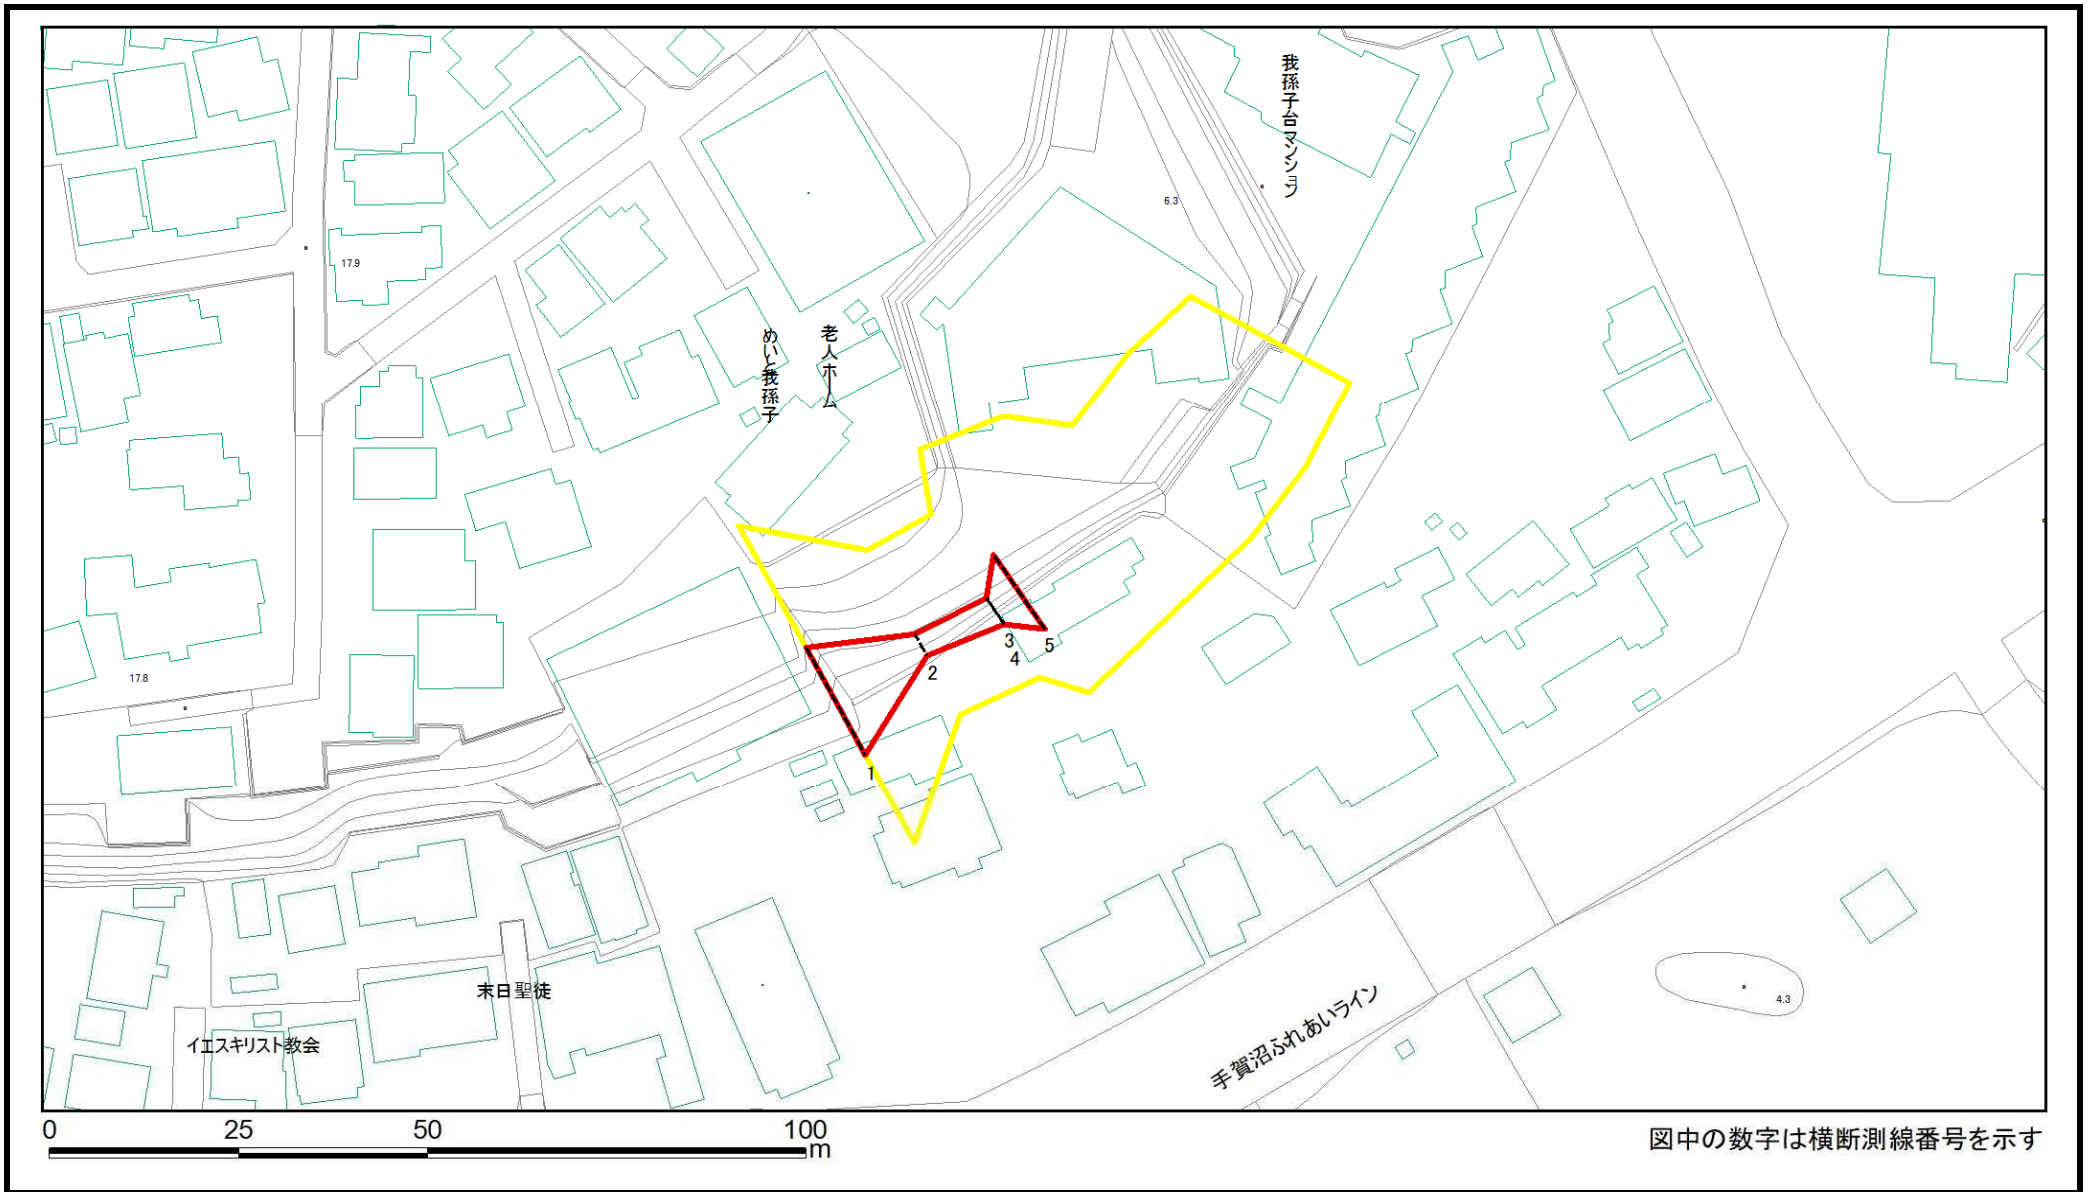 我孫子台マンション
6.3
17.9
老人ホーム
めいと我孫子
3
4
5
2
17.8
1
末日聖徒
イエスキリスト教会
手賀沼ふれあいライン
4.3
0 25 50 100
m
図中の数字は横断測線番号を示す